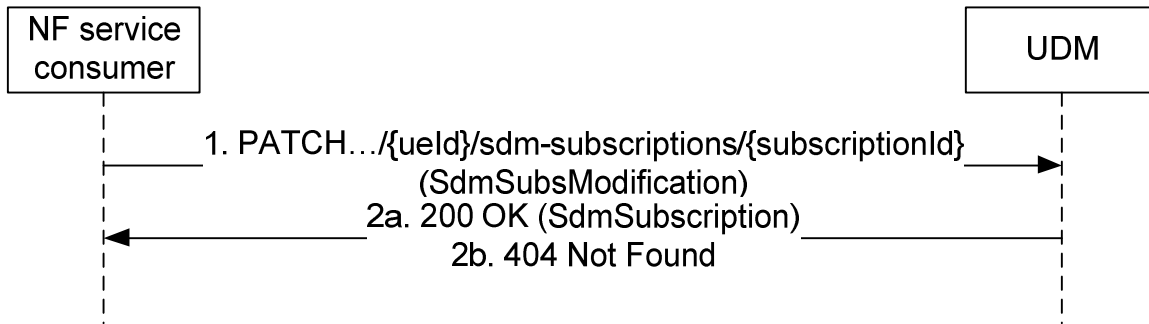 NF service
consumer
UDM
1. PATCH…/{ueId}/sdm-subscriptions/{subscriptionId}
(SdmSubsModification)
2a. 200 OK (SdmSubscription)
2b. 404 Not Found